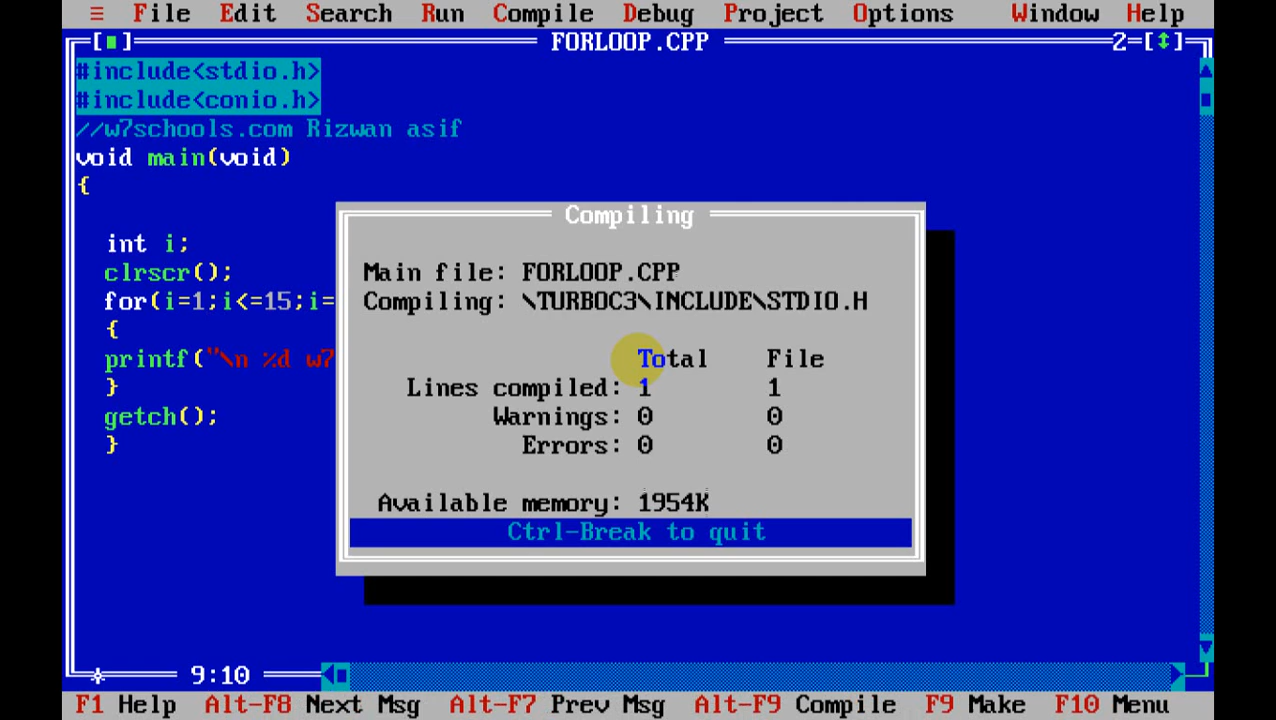 ≡ File Edit Search Run Compile Debug Project Options Window Help
[■] FORLOOP.CPP 2=[↕]
#include<stdio.h>
#include<conio.h>
//w7schools.com Rizwan asif
void main(void)
{
int i;
clrscr();
for(i=1;i<=15;i=
{
printf("\n %d w7
}
getch();
}
Compiling
Main file: FORLOOP.CPP
Compiling: \TURBOC3\INCLUDE\STDIO.H
Total File
Lines compiled: 1 1
Warnings: 0 0
Errors: 0 0
Available memory: 1954K
Ctrl-Break to quit
9:10
F1 Help Alt-F8 Next Msg Alt-F7 Prev Msg Alt-F9 Compile F9 Make F10 Menu